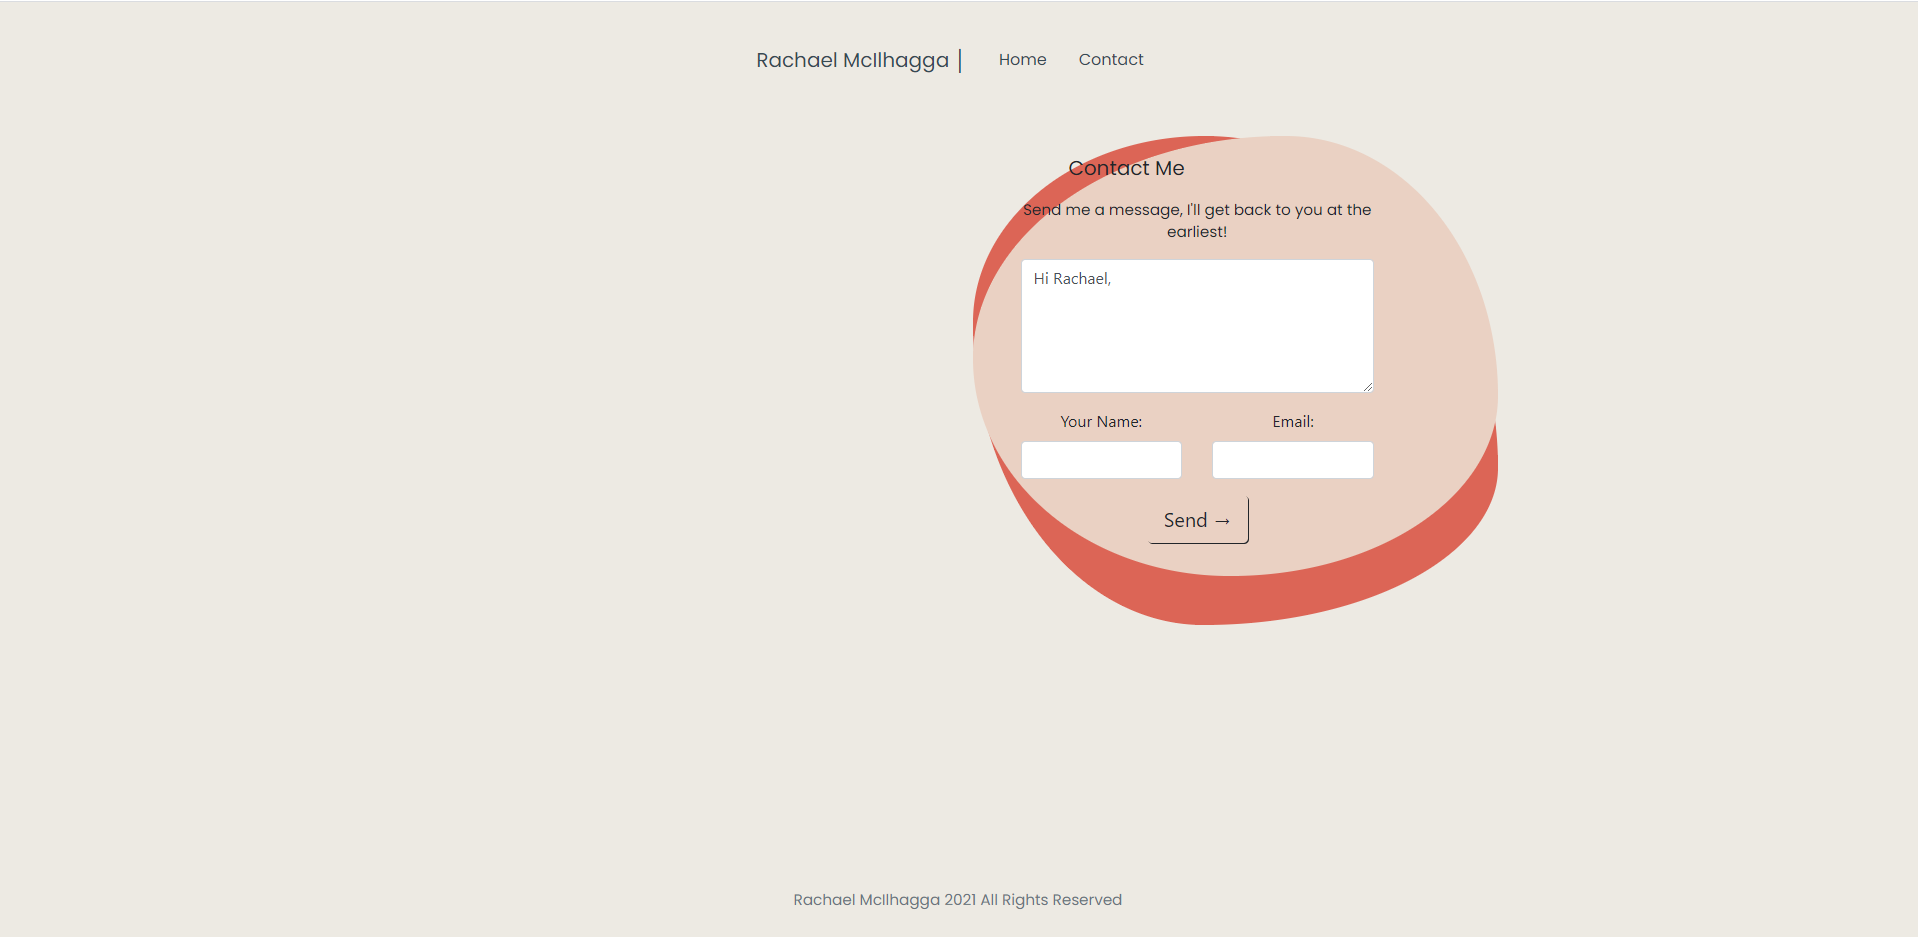 Rachael McIlhagga | Home Contact
Contact Me
Send me a message, I'll get back to you at the
earliest!
Hi Rachael,
Your Name: Email:
Send →
Rachael McIlhagga 2021 All Rights Reserved